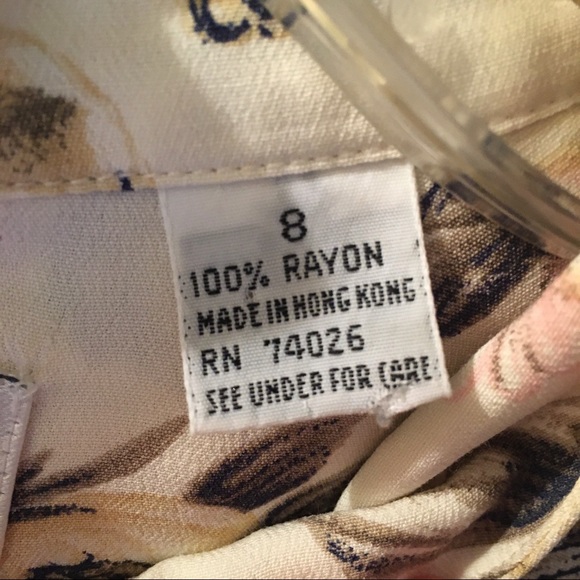 8
100% RAYON
MADE IN HONG KONG
RN 74026
SEE UNDER FOR CARE